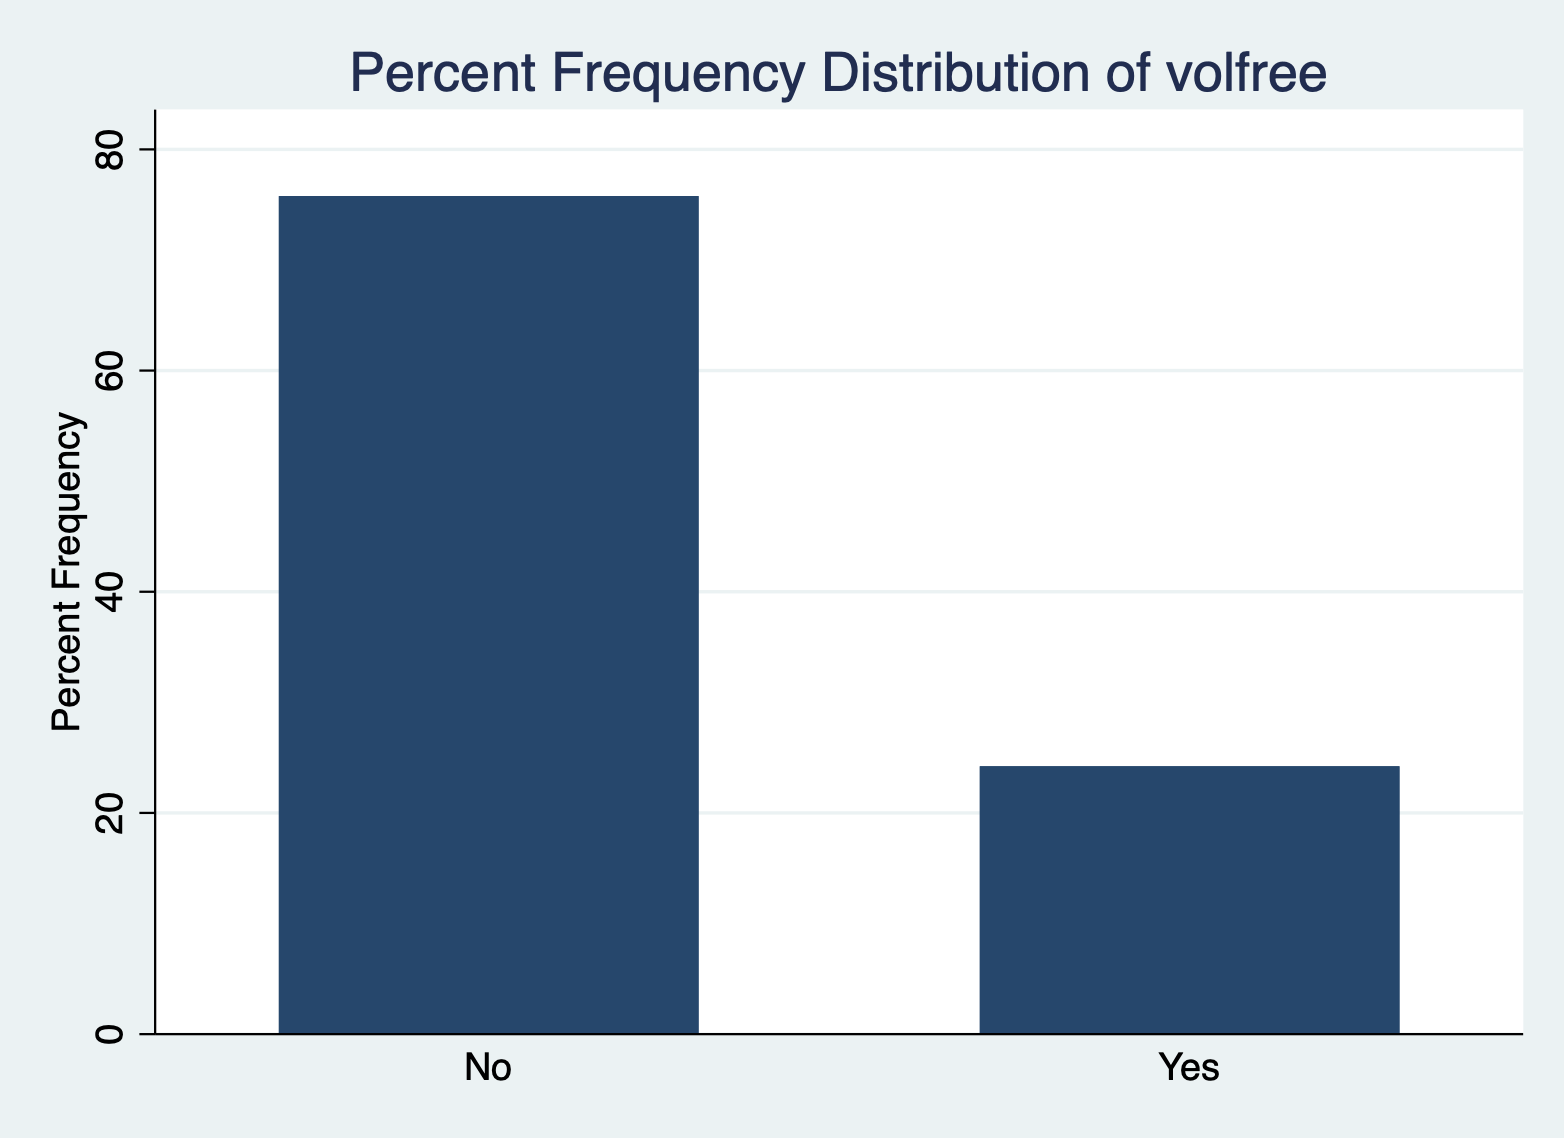 Percent Frequency Distribution of volfree
Percent Frequency
80
60
40
20
0
No
Yes